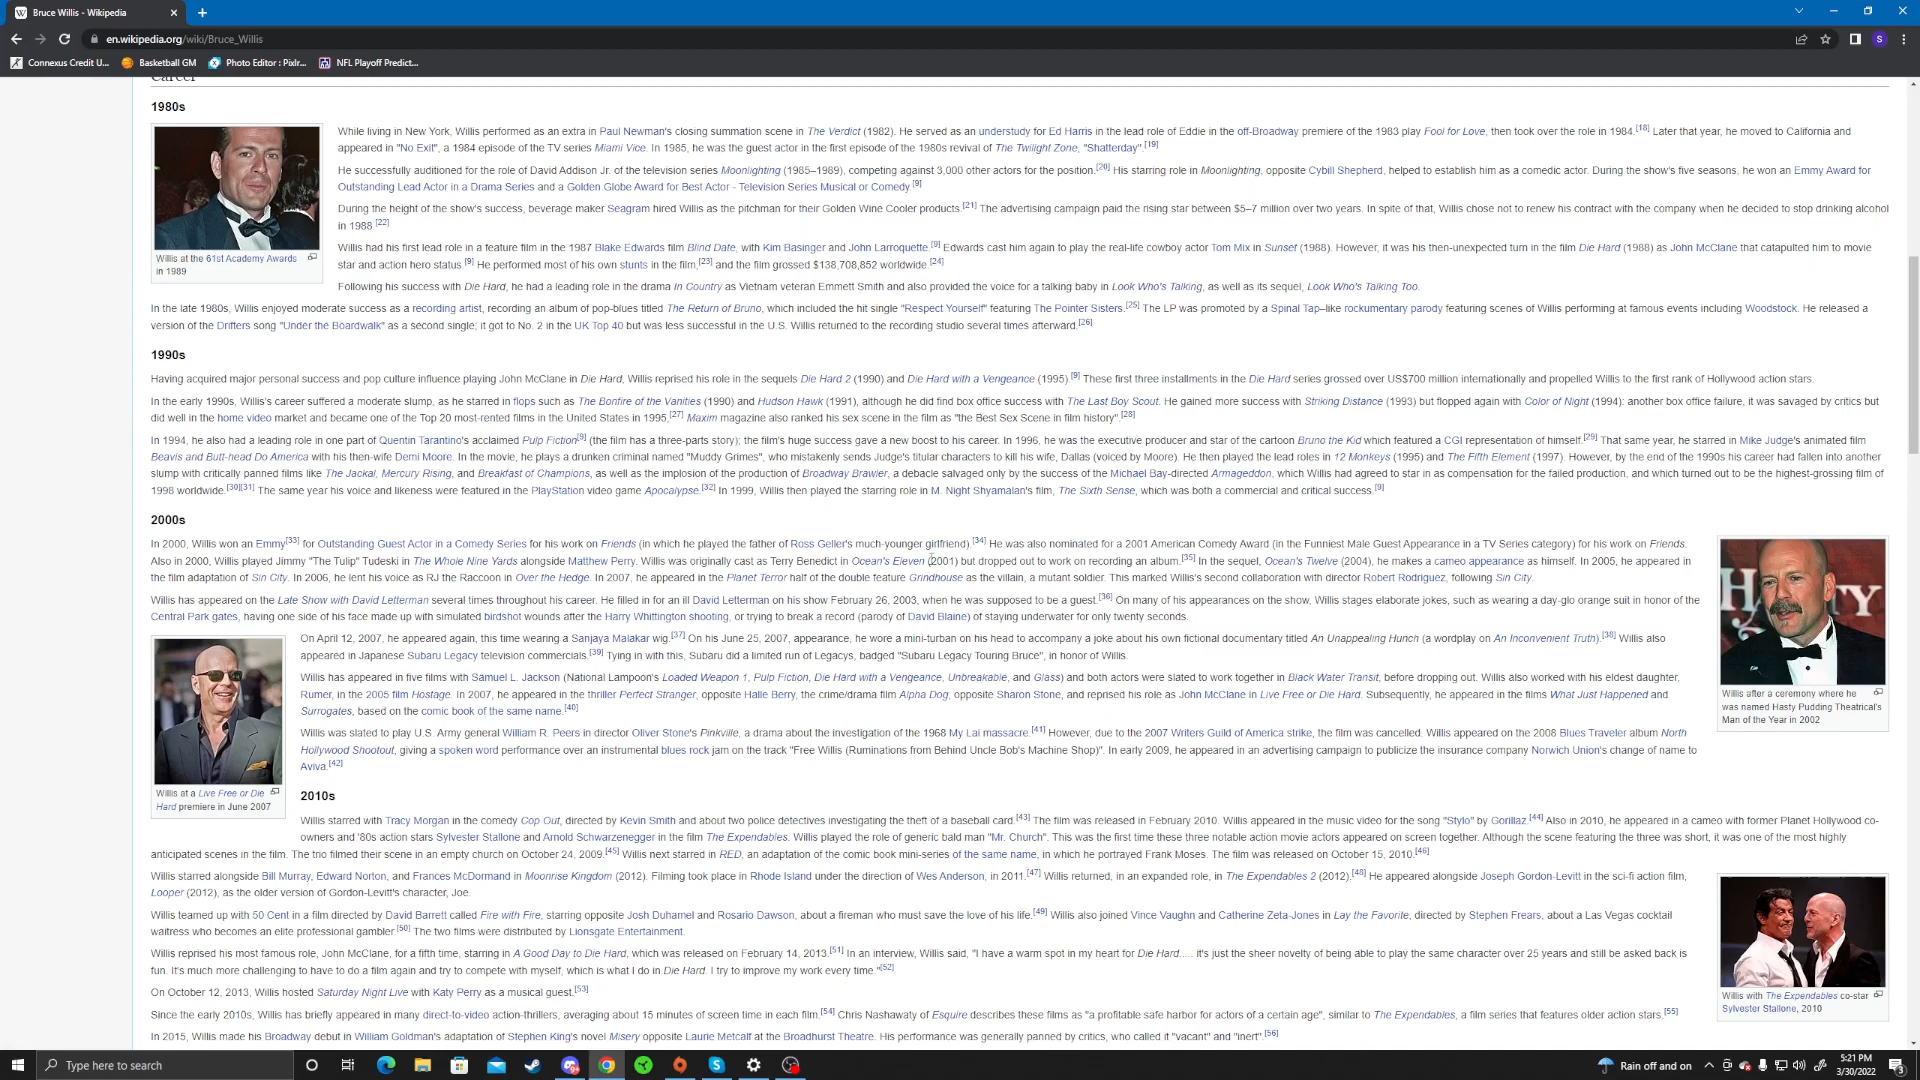 Bruce Willis - Wikipedia
en.wikipedia.org/wiki/Bruce_Willis
S
Connexus Credit U...
Basketball GM
Photo Editor : Pixlr...
NFL Playoff Predict...
Career
1980s
While living in New York, Willis performed as an extra in Paul Newman's closing summation scene in The Verdict (1982). He served as an understudy for Ed Harris in the lead role of Eddie in the off-Broadway premiere of the 1983 play Fool for Love, then took over the role in 1984.[18] Later that year, he moved to California and
appeared in "No Exit", a 1984 episode of the TV series Miami Vice. In 1985, he was the guest actor in the first episode of the 1980s revival of The Twilight Zone, "Shatterday".[19]
He successfully auditioned for the role of David Addison Jr. of the television series Moonlighting (1985–1989), competing against 3,000 other actors for the position.[20] His starring role in Moonlighting, opposite Cybill Shepherd, helped to establish him as a comedic actor. During the show's five seasons, he won an Emmy Award for
Outstanding Lead Actor in a Drama Series and a Golden Globe Award for Best Actor - Television Series Musical or Comedy.[9]
During the height of the show's success, beverage maker Seagram hired Willis as the pitchman for their Golden Wine Cooler products.[21] The advertising campaign paid the rising star between $5–7 million over two years. In spite of that, Willis chose not to renew his contract with the company when he decided to stop drinking alcohol
in 1988.[22]
Willis had his first lead role in a feature film in the 1987 Blake Edwards film Blind Date, with Kim Basinger and John Larroquette.[9] Edwards cast him again to play the real-life cowboy actor Tom Mix in Sunset (1988). However, it was his then-unexpected turn in the film Die Hard (1988) as John McClane that catapulted him to movie
star and action hero status.[9] He performed most of his own stunts in the film,[23] and the film grossed $138,708,852 worldwide.[24]
Willis at the 61st Academy Awards
in 1989
Following his success with Die Hard, he had a leading role in the drama In Country as Vietnam veteran Emmett Smith and also provided the voice for a talking baby in Look Who's Talking, as well as its sequel, Look Who's Talking Too.
In the late 1980s, Willis enjoyed moderate success as a recording artist, recording an album of pop-blues titled The Return of Bruno, which included the hit single "Respect Yourself" featuring The Pointer Sisters.[25] The LP was promoted by a Spinal Tap–like rockumentary parody featuring scenes of Willis performing at famous events including Woodstock. He released a
version of the Drifters song "Under the Boardwalk" as a second single; it got to No. 2 in the UK Top 40 but was less successful in the U.S. Willis returned to the recording studio several times afterward.[26]
1990s
Having acquired major personal success and pop culture influence playing John McClane in Die Hard, Willis reprised his role in the sequels Die Hard 2 (1990) and Die Hard with a Vengeance (1995).[9] These first three installments in the Die Hard series grossed over US$700 million internationally and propelled Willis to the first rank of Hollywood action stars.
In the early 1990s, Willis's career suffered a moderate slump, as he starred in flops such as The Bonfire of the Vanities (1990) and Hudson Hawk (1991), although he did find box office success with The Last Boy Scout. He gained more success with Striking Distance (1993) but flopped again with Color of Night (1994): another box office failure, it was savaged by critics but
did well in the home video market and became one of the Top 20 most-rented films in the United States in 1995.[27] Maxim magazine also ranked his sex scene in the film as "the Best Sex Scene in film history".[28]
In 1994, he also had a leading role in one part of Quentin Tarantino's acclaimed Pulp Fiction[9] (the film has a three-parts story); the film's huge success gave a new boost to his career. In 1996, he was the executive producer and star of the cartoon Bruno the Kid which featured a CGI representation of himself.[29] That same year, he starred in Mike Judge's animated film
Beavis and Butt-head Do America with his then-wife Demi Moore. In the movie, he plays a drunken criminal named "Muddy Grimes", who mistakenly sends Judge's titular characters to kill his wife, Dallas (voiced by Moore). He then played the lead roles in 12 Monkeys (1995) and The Fifth Element (1997). However, by the end of the 1990s his career had fallen into another
slump with critically panned films like The Jackal, Mercury Rising, and Breakfast of Champions, as well as the implosion of the production of Broadway Brawler, a debacle salvaged only by the success of the Michael Bay-directed Armageddon, which Willis had agreed to star in as compensation for the failed production, and which turned out to be the highest-grossing film of
1998 worldwide.[30][31] The same year his voice and likeness were featured in the PlayStation video game Apocalypse.[32] In 1999, Willis then played the starring role in M. Night Shyamalan's film, The Sixth Sense, which was both a commercial and critical success.[9]
2000s
In 2000, Willis won an Emmy[33] for Outstanding Guest Actor in a Comedy Series for his work on Friends (in which he played the father of Ross Geller's much-younger girlfriend).[34] He was also nominated for a 2001 American Comedy Award (in the Funniest Male Guest Appearance in a TV Series category) for his work on Friends.
Also in 2000, Willis played Jimmy "The Tulip" Tudeski in The Whole Nine Yards alongside Matthew Perry. Willis was originally cast as Terry Benedict in Ocean's Eleven (2001) but dropped out to work on recording an album.[35] In the sequel, Ocean's Twelve (2004), he makes a cameo appearance as himself. In 2005, he appeared in
the film adaptation of Sin City. In 2006, he lent his voice as RJ the Raccoon in Over the Hedge. In 2007, he appeared in the Planet Terror half of the double feature Grindhouse as the villain, a mutant soldier. This marked Willis's second collaboration with director Robert Rodriguez, following Sin City.
Willis has appeared on the Late Show with David Letterman several times throughout his career. He filled in for an ill David Letterman on his show February 26, 2003, when he was supposed to be a guest.[36] On many of his appearances on the show, Willis stages elaborate jokes, such as wearing a day-glo orange suit in honor of the
Central Park gates, having one side of his face made up with simulated birdshot wounds after the Harry Whittington shooting, or trying to break a record (parody of David Blaine) of staying underwater for only twenty seconds.
On April 12, 2007, he appeared again, this time wearing a Sanjaya Malakar wig.[37] On his June 25, 2007, appearance, he wore a mini-turban on his head to accompany a joke about his own fictional documentary titled An Unappealing Hunch (a wordplay on An Inconvenient Truth).[38] Willis also
appeared in Japanese Subaru Legacy television commercials.[39] Tying in with this, Subaru did a limited run of Legacys, badged "Subaru Legacy Touring Bruce", in honor of Willis.
Willis has appeared in five films with Samuel L. Jackson (National Lampoon's Loaded Weapon 1, Pulp Fiction, Die Hard with a Vengeance, Unbreakable, and Glass) and both actors were slated to work together in Black Water Transit, before dropping out. Willis also worked with his eldest daughter,
Rumer, in the 2005 film Hostage. In 2007, he appeared in the thriller Perfect Stranger, opposite Halle Berry, the crime/drama film Alpha Dog, opposite Sharon Stone, and reprised his role as John McClane in Live Free or Die Hard. Subsequently, he appeared in the films What Just Happened and
Surrogates, based on the comic book of the same name.[40]
Willis after a ceremony where he
was named Hasty Pudding Theatrical's
Man of the Year in 2002
Willis was slated to play U.S. Army general William R. Peers in director Oliver Stone's Pinkville, a drama about the investigation of the 1968 My Lai massacre.[41] However, due to the 2007 Writers Guild of America strike, the film was cancelled. Willis appeared on the 2008 Blues Traveler album North
Hollywood Shootout, giving a spoken word performance over an instrumental blues rock jam on the track "Free Willis (Ruminations from Behind Uncle Bob's Machine Shop)". In early 2009, he appeared in an advertising campaign to publicize the insurance company Norwich Union's change of name to
Aviva.[42]
Willis at a Live Free or Die
Hard premiere in June 2007
2010s
Willis starred with Tracy Morgan in the comedy Cop Out, directed by Kevin Smith and about two police detectives investigating the theft of a baseball card.[43] The film was released in February 2010. Willis appeared in the music video for the song "Stylo" by Gorillaz.[44] Also in 2010, he appeared in a cameo with former Planet Hollywood co-
owners and '80s action stars Sylvester Stallone and Arnold Schwarzenegger in the film The Expendables. Willis played the role of generic bald man "Mr. Church". This was the first time these three notable action movie actors appeared on screen together. Although the scene featuring the three was short, it was one of the most highly
anticipated scenes in the film. The trio filmed their scene in an empty church on October 24, 2009.[45] Willis next starred in RED, an adaptation of the comic book mini-series of the same name, in which he portrayed Frank Moses. The film was released on October 15, 2010.[46]
Willis starred alongside Bill Murray, Edward Norton, and Frances McDormand in Moonrise Kingdom (2012). Filming took place in Rhode Island under the direction of Wes Anderson, in 2011.[47] Willis returned, in an expanded role, in The Expendables 2 (2012).[48] He appeared alongside Joseph Gordon-Levitt in the sci-fi action film,
Looper (2012), as the older version of Gordon-Levitt's character, Joe.
Willis teamed up with 50 Cent in a film directed by David Barrett called Fire with Fire, starring opposite Josh Duhamel and Rosario Dawson, about a fireman who must save the love of his life.[49] Willis also joined Vince Vaughn and Catherine Zeta-Jones in Lay the Favorite, directed by Stephen Frears, about a Las Vegas cocktail
waitress who becomes an elite professional gambler.[50] The two films were distributed by Lionsgate Entertainment.
Willis reprised his most famous role, John McClane, for a fifth time, starring in A Good Day to Die Hard, which was released on February 14, 2013.[51] In an interview, Willis said, "I have a warm spot in my heart for Die Hard..... it's just the sheer novelty of being able to play the same character over 25 years and still be asked back is
fun. It's much more challenging to have to do a film again and try to compete with myself, which is what I do in Die Hard. I try to improve my work every time."[52]
On October 12, 2013, Willis hosted Saturday Night Live with Katy Perry as a musical guest.[53]
Willis with The Expendables co-star
Sylvester Stallone, 2010
Since the early 2010s, Willis has briefly appeared in many direct-to-video action-thrillers, averaging about 15 minutes of screen time in each film.[54] Chris Nashawaty of Esquire describes these films as "a profitable safe harbor for actors of a certain age", similar to The Expendables, a film series that features older action stars.[55]
In 2015, Willis made his Broadway debut in William Goldman's adaptation of Stephen King's novel Misery opposite Laurie Metcalf at the Broadhurst Theatre. His performance was generally panned by critics, who called it "vacant" and "inert".[56]
Type here to search
Rain off and on
5:21 PM
3/30/2022
3